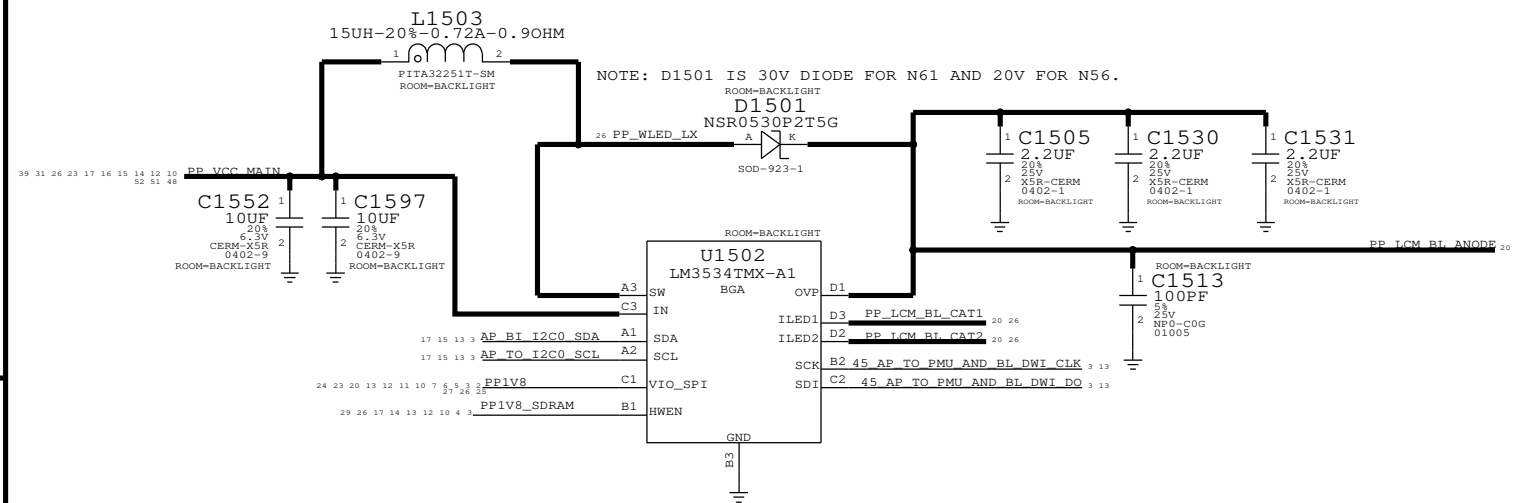 L1503
15UH-20%-0.72A-0.9OHM
1
2
PITA32251T-SM
ROOM=BACKLIGHT
NOTE: D1501 IS 30V DIODE FOR N61 AND 20V FOR N56.
ROOM=BACKLIGHT
D1501
NSR0530P2T5G
26 PP_WLED_LX
A
K
SOD-923-1
1
C1505
2.2UF
20%
25V
2
X5R-CERM
0402-1
ROOM=BACKLIGHT
1
C1530
2.2UF
20%
25V
2
X5R-CERM
0402-1
ROOM=BACKLIGHT
1
C1531
2.2UF
20%
25V
2
X5R-CERM
0402-1
ROOM=BACKLIGHT
39 31 26 23 17 16 15 14 12 10 PP_VCC_MAIN
52 51 48
C1552
1
10UF
20%
6.3V
2
CERM-X5R
0402-9
ROOM=BACKLIGHT
1
C1597
10UF
20%
6.3V
2
CERM-X5R
0402-9
ROOM=BACKLIGHT
ROOM=BACKLIGHT
U1502
LM3534TMX-A1
BGA
A3 SW
C3 IN
17 15 13 3 AP_BI_I2C0_SDA A1 SDA
17 15 13 3 AP_TO_I2C0_SCL A2 SCL
24 23 20 13 12 11 10 7 6 5 3 2 PP1V8 C1 VIO_SPI
27 26 25
29 26 17 14 13 12 10 4 3 PP1V8_SDRAM B1 HWEN
OVP D1
ILED1 D3 PP_LCM_BL_CAT1 20 26
ILED2 D2 PP_LCM_BL_CAT2 20 26
SCK B2 45_AP_TO_PMU_AND_BL_DWI_CLK 3 13
SDI C2 45_AP_TO_PMU_AND_BL_DWI_DO 3 13
GND
B3
PP_LCM_BL_ANODE 20
ROOM=BACKLIGHT
1
C1513
100PF
5%
25V
2
NP0-C0G
01005